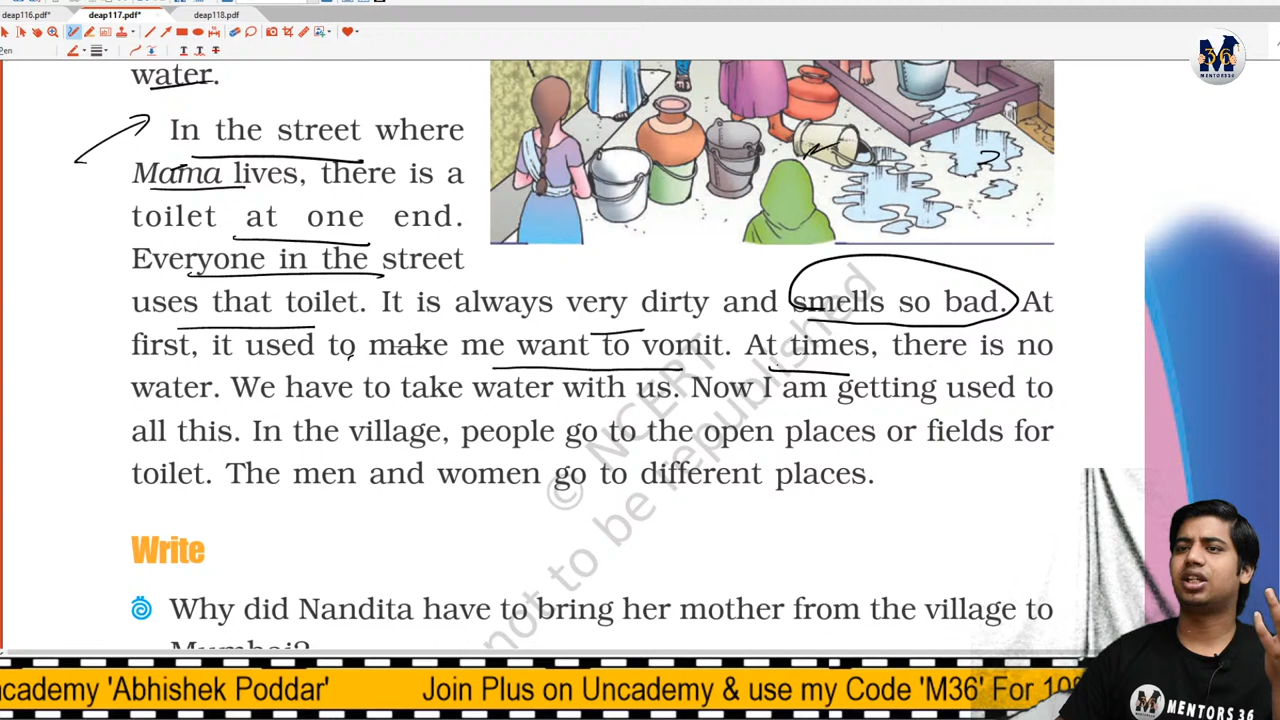 deap116.pdf*
deap117.pdf*
deap118.pdf
Pen
M
36
MENTORS36
water.
In the street where
Mama lives, there is a
toilet at one end.
Everyone in the street
uses that toilet. It is always very dirty and smells so bad. At
first, it used to make me want to vomit. At times, there is no
water. We have to take water with us. Now I am getting used to
all this. In the village, people go to the open places or fields for
toilet. The men and women go to different places.
© NCERT
not to be republished
Write
Why did Nandita have to bring her mother from the village to
Mumbai?
ncademy 'Abhishek Poddar' Join Plus on Uncademy & use my Code 'M36' For 10%
M MENTORS 36